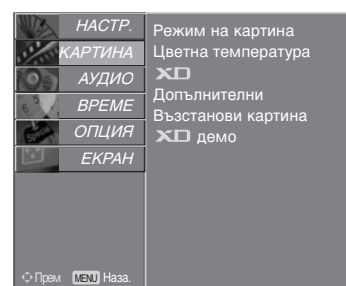 НАСТР.
КАРТИНА
АУДИО
ВРЕМЕ
ОПЦИЯ
ЕКРАН
Режим на картина
Цветна температура
XD
Допълнителни
Възстанови картина
XD демо
Прем MENU Наза.